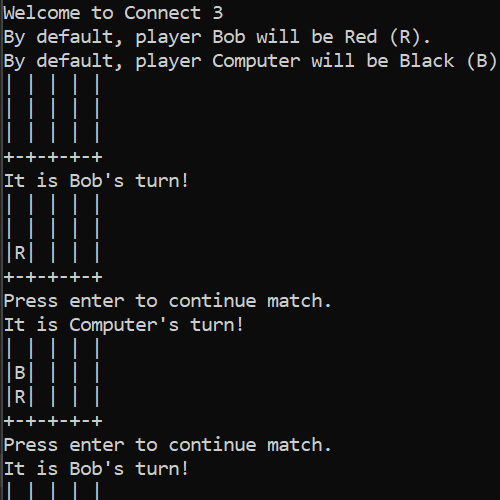 Welcome to Connect 3
By default, player Bob will be Red (R).
By default, player Computer will be Black (B)
| | | | |
| | | | |
| | | | |
+-+-+-+-+
It is Bob's turn!
| | | | |
| | | | |
|R| | | |
+-+-+-+-+
Press enter to continue match.
It is Computer's turn!
| | | | |
|B| | | |
|R| | | |
+-+-+-+-+
Press enter to continue match.
It is Bob's turn!
| | | | |